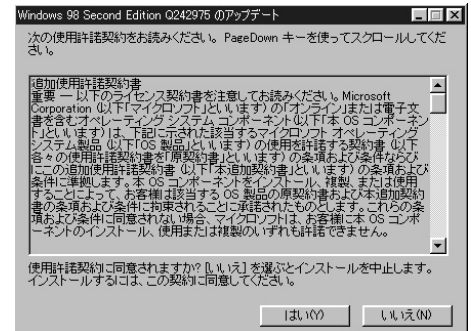 Windows 98 Second Edition Q242975 のアップデート
次の使用許諾契約をお読みください。 PageDown キーを使ってスクロールしてくだ
さい。
追加使用許諾契約書
重要 ― 以下のライセンス契約書を注意してお読みください。Microsoft
Corporation (以下「マイクロソフト」といいます) の「オンライン」または電子文
書を含むオペレーティング システム コンポーネント (以下「本 OS コンポーネン
ト」といいます) は、下記に示された該当するマイクロソフト オペレーティング
システム製品 (以下「OS 製品」といいます) の使用を許諾する契約書 (以下
各々の使用許諾契約書を「原契約書」といいます) の条項および条件ならび
にこの追加使用許諾契約書 (以下「本追加契約書」といいます) の条項および
条件に準拠します。本 OS コンポーネントをインストール、複製、または使用
することによって、お客様は該当する OS 製品の原契約書および本追加契約
書の条項および条件に拘束されることに承諾されたものとします。これらの条
項および条件に同意されない場合、マイクロソフトは、お客様に本 OS コンポ
ーネントのインストール、使用または複製のいずれも許諾できません。
使用許諾契約に同意されますか? [いいえ] を選ぶとインストールを中止します。
インストールするには、この契約に同意してください。
はい(Y)
いいえ(N)